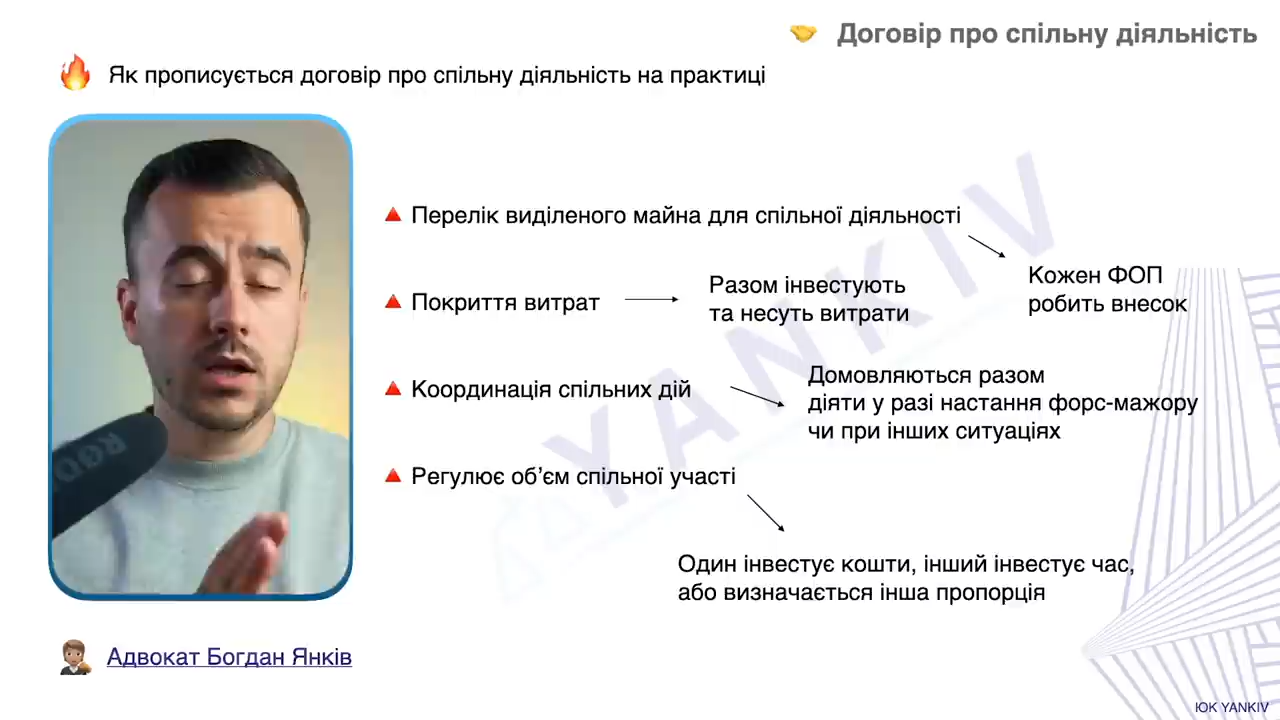 Договір про спільну діяльність
Як прописується договір про спільну діяльність на практиці
Перелік виділеного майна для спільної діяльності
Кожен ФОП
робить внесок
Покриття витрат
Разом інвестують
та несуть витрати
Координація спільних дій
Домовляються разом
діяти у разі настання форс-мажору
чи при інших ситуаціях
Регулює об’єм спільної участі
Один інвестує кошти, інший інвестує час,
або визначається інша пропорція
YANKIV
RØD
Адвокат Богдан Янків
ЮК YANKIV